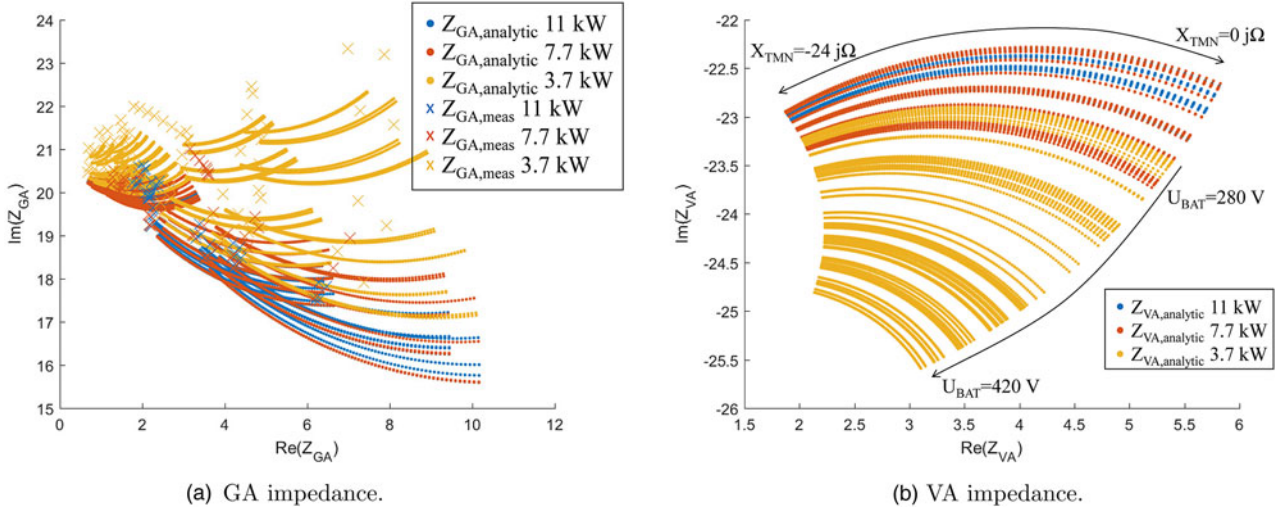 24
23
22
21
20
19
18
17
16
15
0
2
4
6
8
10
12
Im(Z_GA)
Re(Z_GA)
Z_GA,analytic 11 kW
Z_GA,analytic 7.7 kW
Z_GA,analytic 3.7 kW
Z_GA,meas 11 kW
Z_GA,meas 7.7 kW
Z_GA,meas 3.7 kW
(a) GA impedance.
-22
-22.5
-23
-23.5
-24
-24.5
-25
-25.5
-26
1.5
2
2.5
3
3.5
4
4.5
5
5.5
6
Im(Z_VA)
Re(Z_VA)
X_TMN=-24 jΩ
X_TMN=0 jΩ
U_BAT=280 V
U_BAT=420 V
Z_VA,analytic 11 kW
Z_VA,analytic 7.7 kW
Z_VA,analytic 3.7 kW
(b) VA impedance.